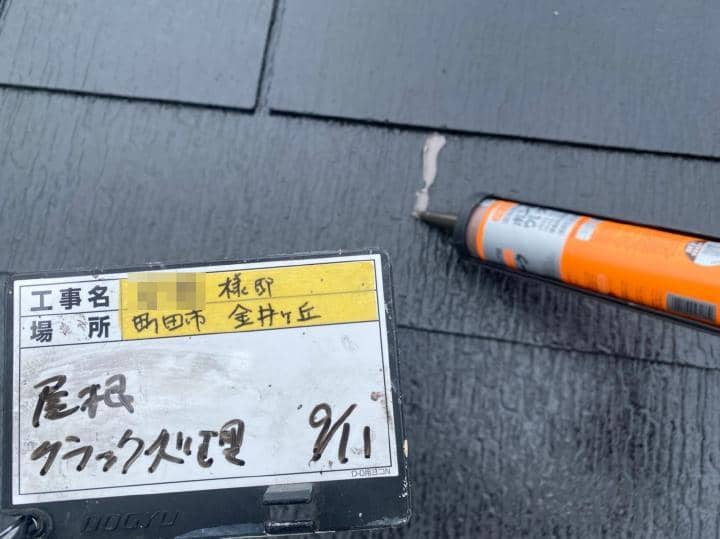 工事名 様邸
場所 町田市 金井ヶ丘
屋根
クラック処理 9/11
DOGYU